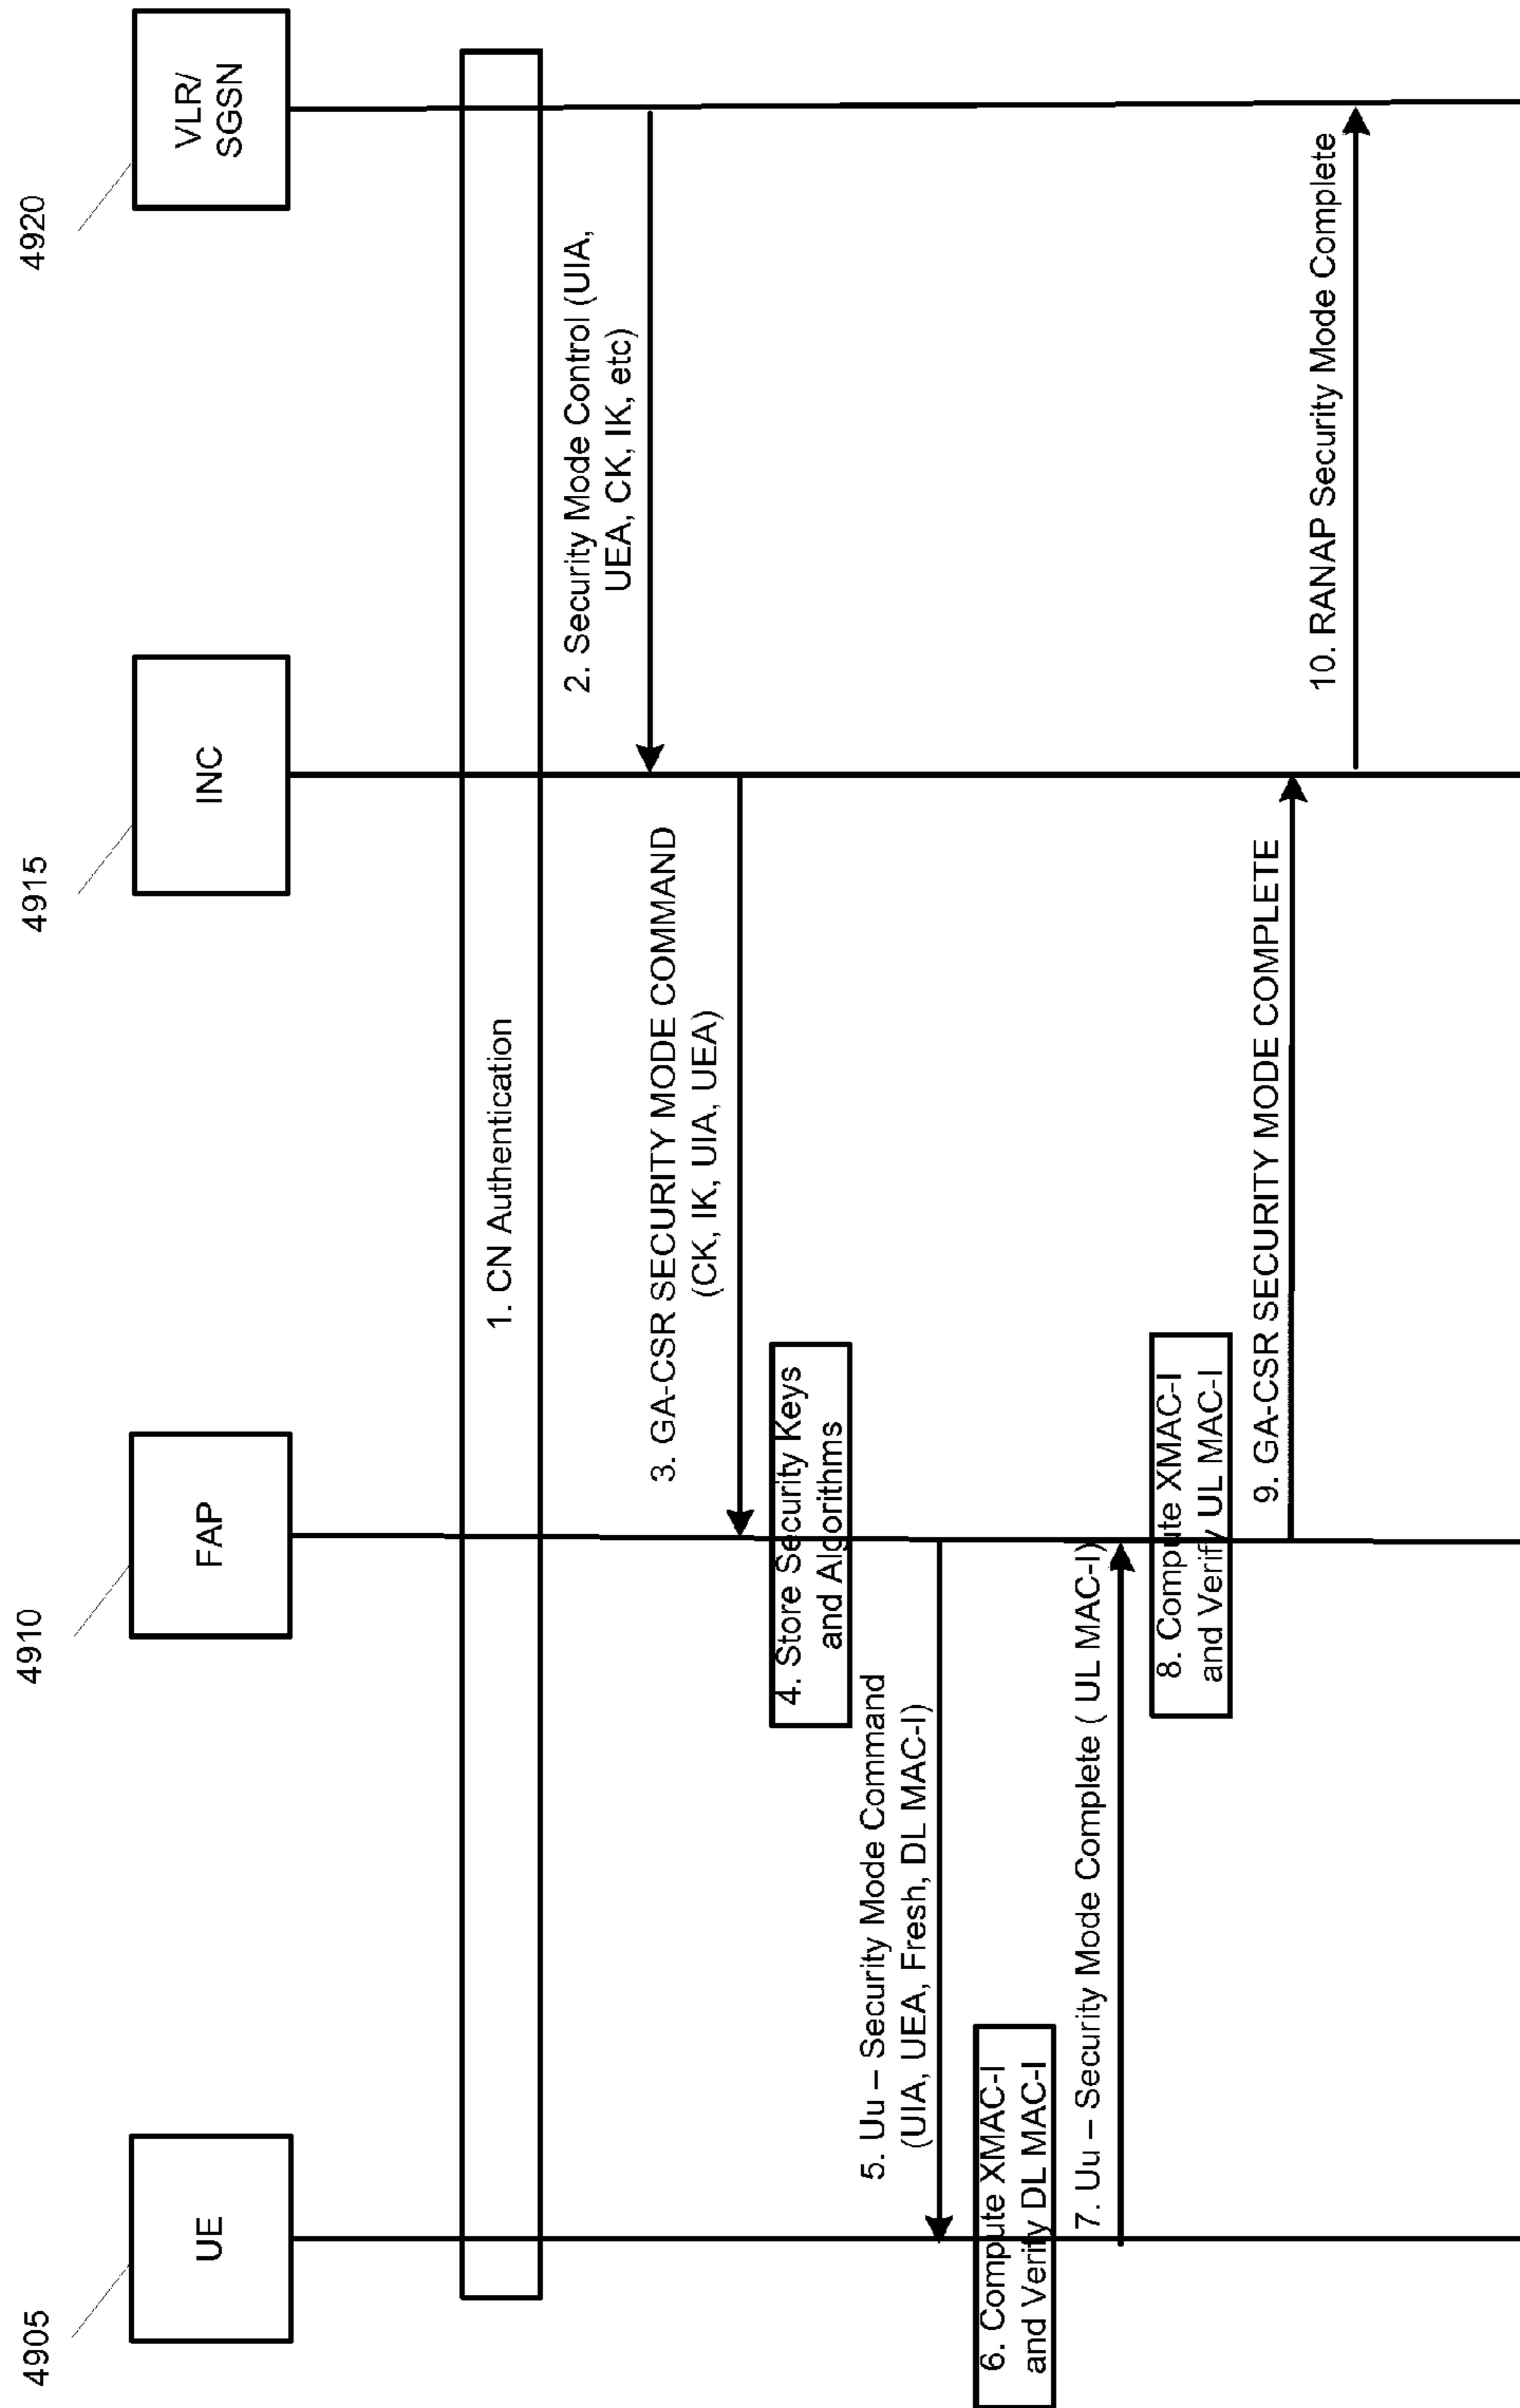 4905
4910
4915
4920
UE
FAP
INC
VLR/
SGSN
1. CN Authentication
2. Security Mode Control (UIA,
UEA, CK, IK, etc)
3. GA-CSR SECURITY MODE COMMAND
(CK, IK, UIA, UEA)
4. Store Security Keys
and Algorithms
5. Uu – Security Mode Command
(UIA, UEA, Fresh, DL MAC-I)
6. Compute XMAC-I
and Verify DL MAC-I
7. Uu – Security Mode Complete ( UL MAC-I)
8. Compute XMAC-I
and Verify UL MAC-I
9. GA-CSR SECURITY MODE COMPLETE
10. RANAP Security Mode Complete